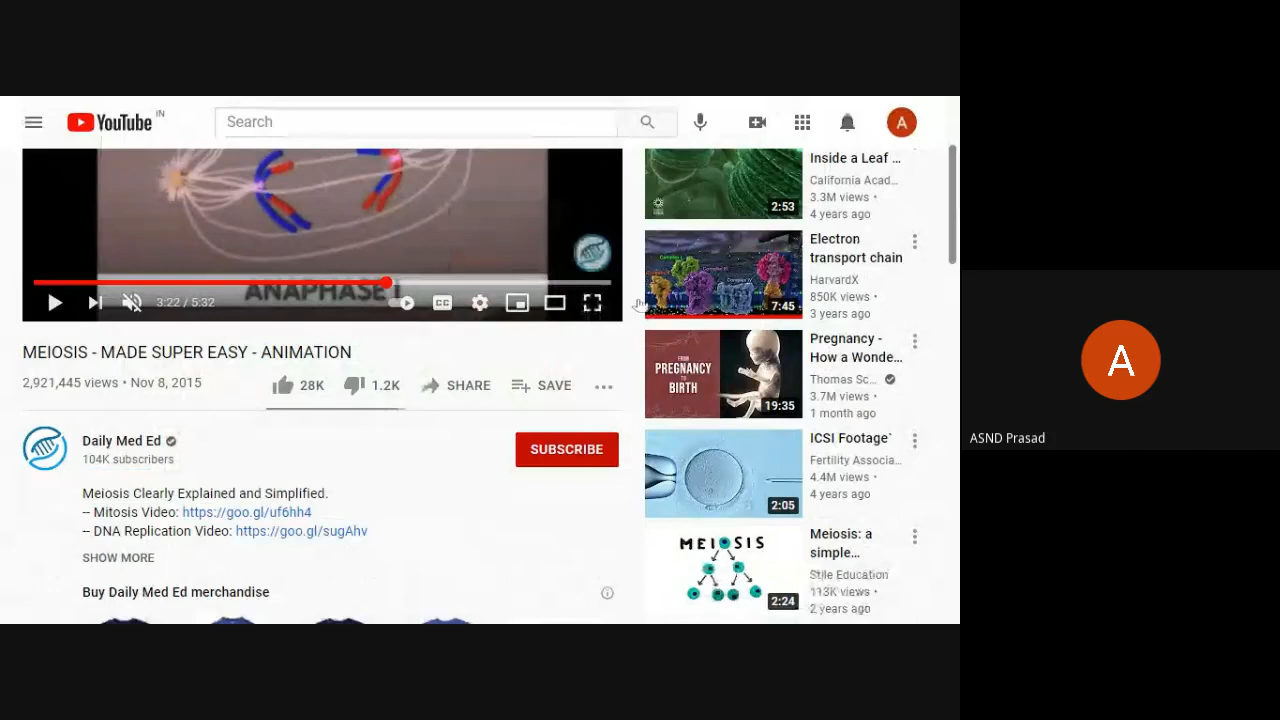 YouTube IN
Search
A
ANAPHASE I
3:22 / 5:32
CC
MEIOSIS - MADE SUPER EASY - ANIMATION
2,921,445 views • Nov 8, 2015
28K
1.2K
SHARE
SAVE
Daily Med Ed
104K subscribers
SUBSCRIBE
Meiosis Clearly Explained and Simplified.
-- Mitosis Video: https://goo.gl/uf6hh4
-- DNA Replication Video: https://goo.gl/sugAhv
SHOW MORE
Buy Daily Med Ed merchandise
2:53
Inside a Leaf ...
California Acad...
3.3M views •
4 years ago
7:45
Electron
transport chain
HarvardX
850K views •
3 years ago
FROM
PREGNANCY
TO
BIRTH
19:35
Pregnancy -
How a Wonde...
Thomas Sc...
3.7M views •
1 month ago
2:05
ICSI Footage`
Fertility Associa...
4.4M views •
4 years ago
MEIOSIS
2:24
Meiosis: a
simple...
Stile Education
113K views •
2 years ago
A
ASND Prasad